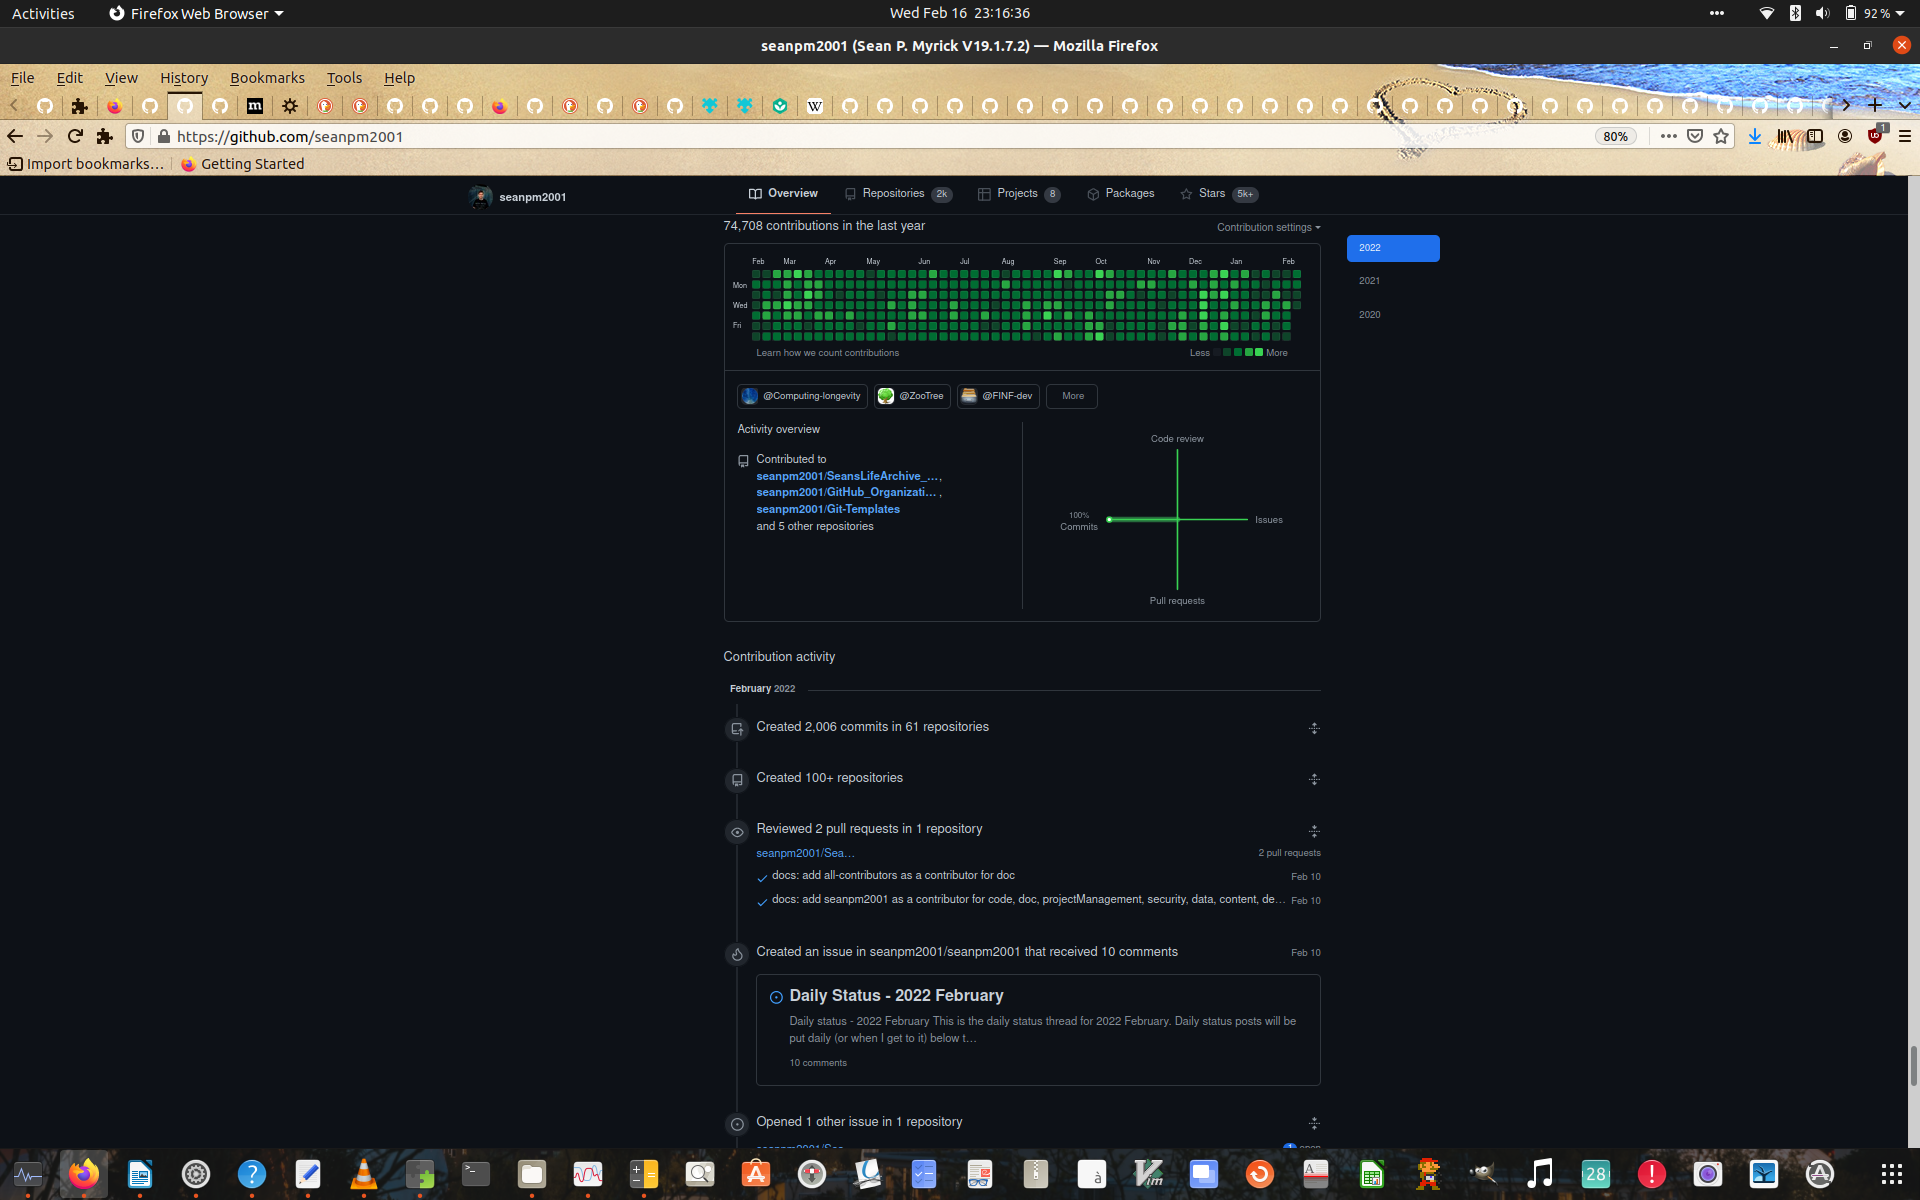 Activities
Firefox Web Browser
Wed Feb 16 23:16:36
92 %
seanpm2001 (Sean P. Myrick V19.1.7.2) — Mozilla Firefox
File Edit View History Bookmarks Tools Help
m
W
https://github.com/seanpm2001
80%
1
Import bookmarks…
Getting Started
seanpm2001
Overview
Repositories 2k
Projects 8
Packages
Stars 5k+
74,708 contributions in the last year
Contribution settings
2022
2021
2020
Feb Mar Apr May Jun Jul Aug Sep Oct Nov Dec Jan Feb
Mon
Wed
Fri
Learn how we count contributions
Less
More
@Computing-longevity
@ZooTree
@FINF-dev
More
Activity overview
Contributed to
seanpm2001/SeansLifeArchive_…,
seanpm2001/GitHub_Organizati… ,
seanpm2001/Git-Templates
and 5 other repositories
Code review
100%
Commits
Issues
Pull requests
Contribution activity
February 2022
Created 2,006 commits in 61 repositories
Created 100+ repositories
Reviewed 2 pull requests in 1 repository
seanpm2001/Sea…
2 pull requests
docs: add all-contributors as a contributor for doc
Feb 10
docs: add seanpm2001 as a contributor for code, doc, projectManagement, security, data, content, de…
Feb 10
Created an issue in seanpm2001/seanpm2001 that received 10 comments
Feb 10
Daily Status - 2022 February
Daily status - 2022 February This is the daily status thread for 2022 February. Daily status posts will be
put daily (or when I get to it) below t…
10 comments
Opened 1 other issue in 1 repository
28